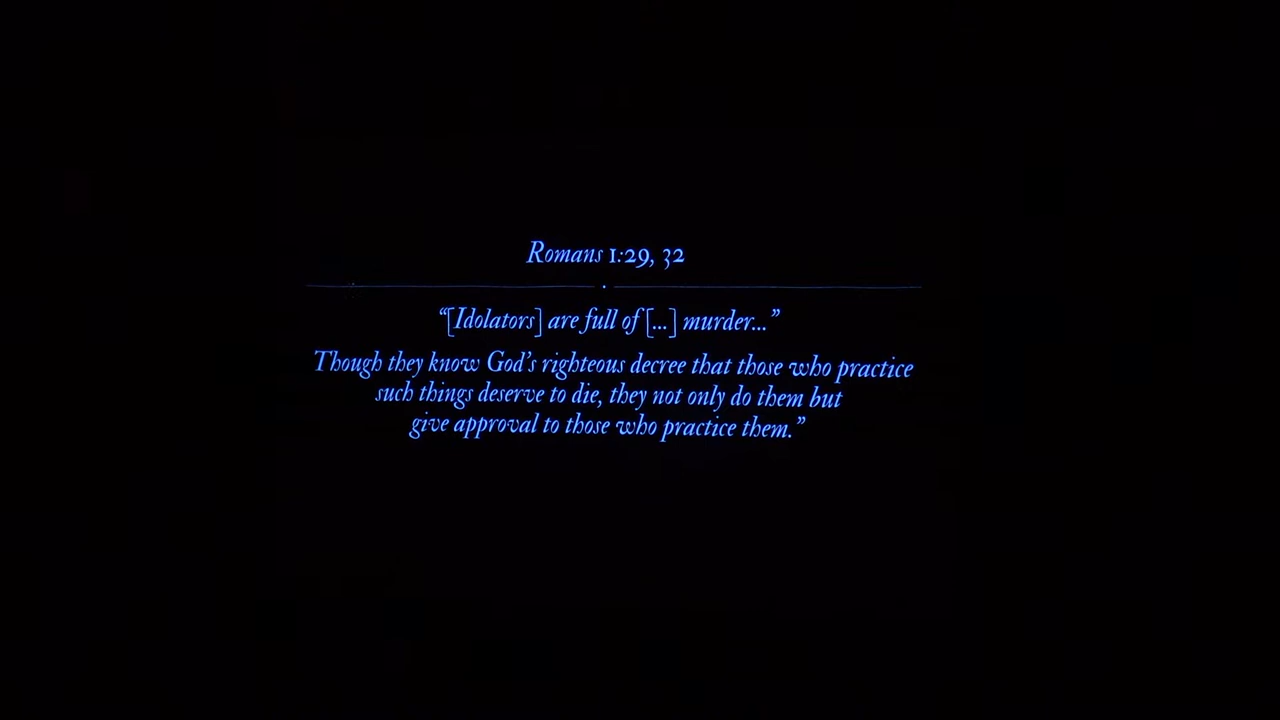 Romans 1:29, 32
“[Idolators] are full of [...] murder...”
Though they know God’s righteous decree that those who practice
such things deserve to die, they not only do them but
give approval to those who practice them.”